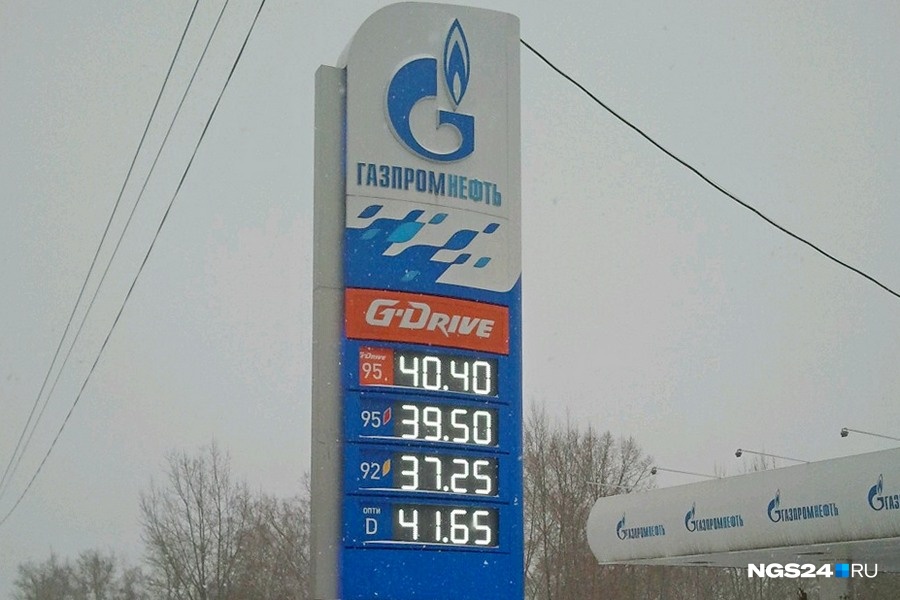 ГАЗПРОМНЕФТЬ
G-DRIVE
G-DRIVE
95. 40.40
95 39.50
92 37.25
ОПТИ
D 41.65
ГАЗПРОМНЕФТЬ ГАЗПРОМНЕФТЬ ГАЗПРОМНЕФТЬ ГАЗ
NGS24.RU